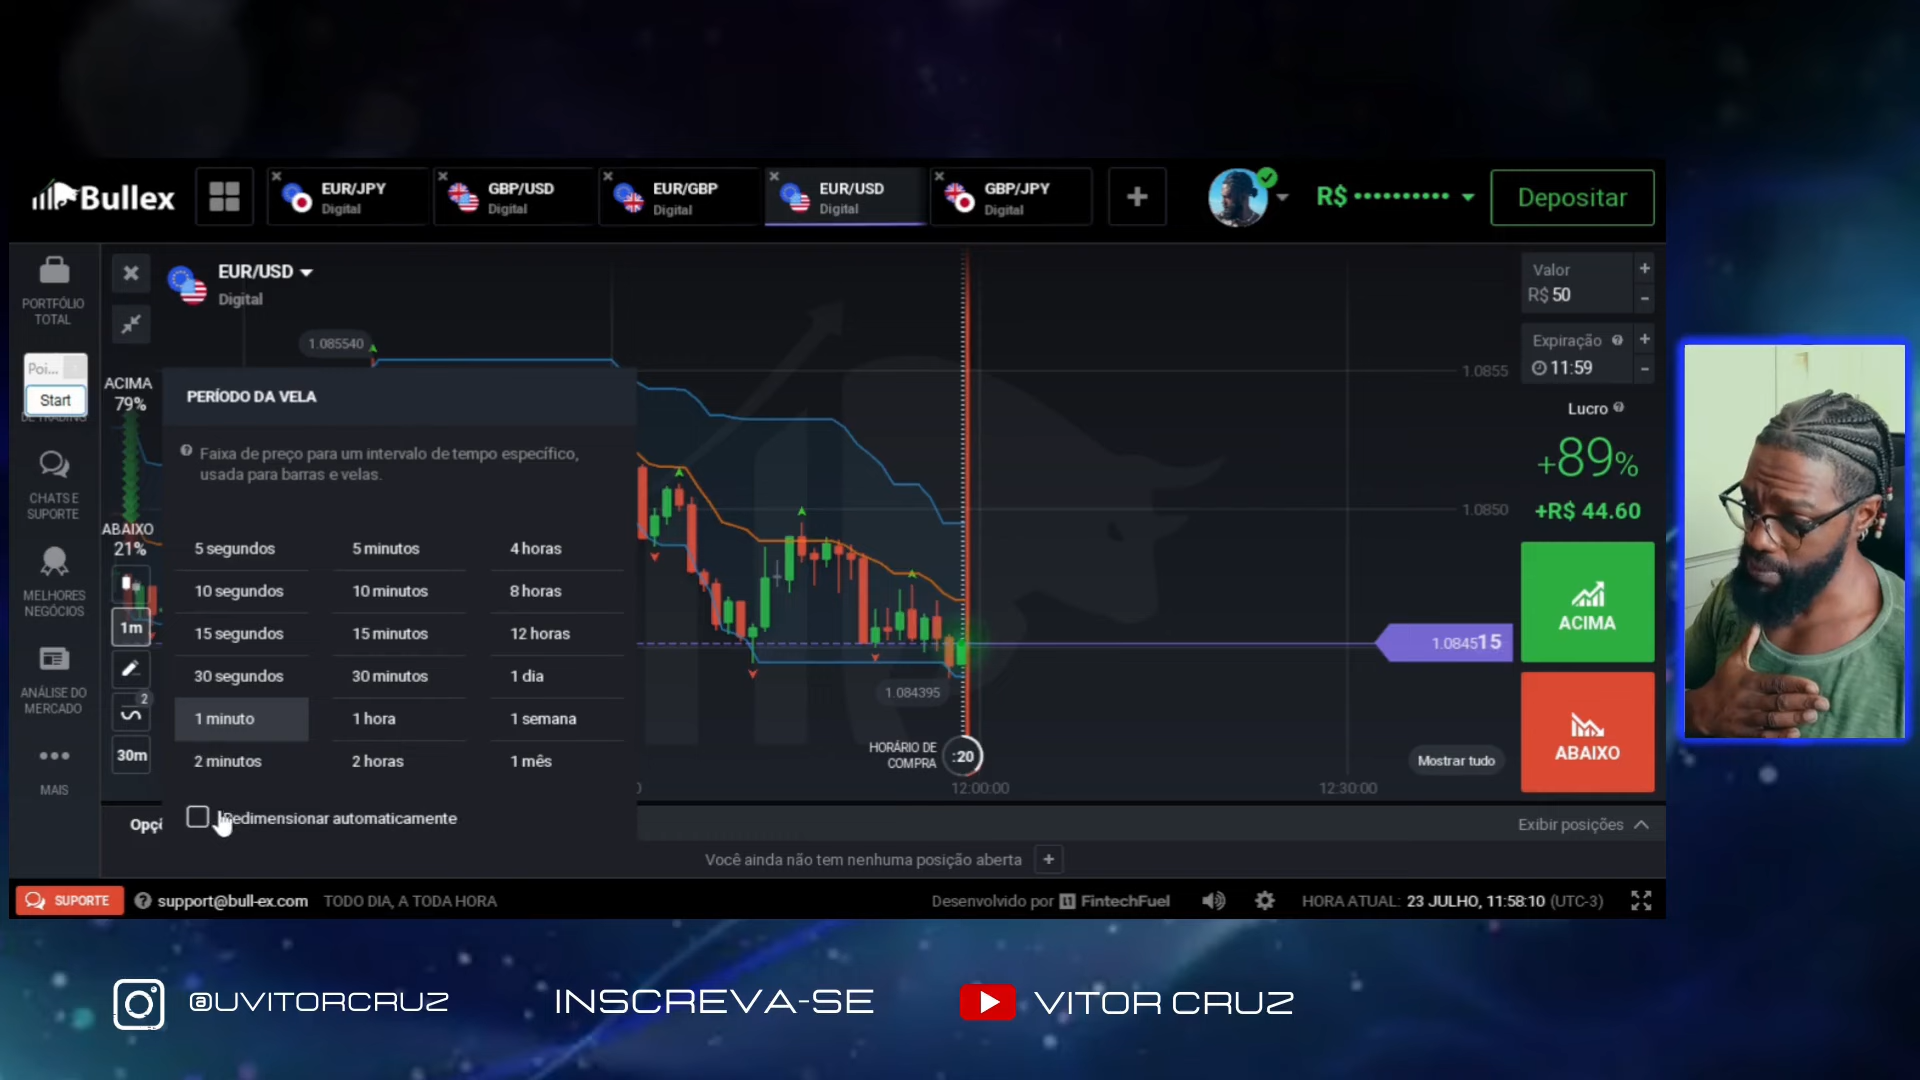 Bullex
EUR/JPY
Digital
GBP/USD
Digital
EUR/GBP
Digital
EUR/USD
Digital
GBP/JPY
Digital
R$
Depositar
PORTFÓLIO
TOTAL
Poi...
Start
CHATS E
SUPORTE
MELHORES
NEGÓCIOS
ANÁLISE DO
MERCADO
MAIS
ACIMA
79%
ABAIXO
21%
1m
2
30m
EUR/USD
Digital
1.085540
PERÍODO DA VELA
Faixa de preço para um intervalo de tempo específico,
usada para barras e velas.
5 segundos
5 minutos
4 horas
10 segundos
10 minutos
8 horas
15 segundos
15 minutos
12 horas
30 segundos
30 minutos
1 dia
1 minuto
1 hora
1 semana
2 minutos
2 horas
1 mês
Redimensionar automaticamente
1.0855
1.0850
1.084515
1.084395
HORÁRIO DE
COMPRA
:20
12:00:00
12:30:00
Mostrar tudo
Valor
R$ 50
Expiração
11:59
Lucro
+89%
+R$ 44.60
ACIMA
ABAIXO
Exibir posições
Você ainda não tem nenhuma posição aberta
SUPORTE
support@bull-ex.com
TODO DIA, A TODA HORA
Desenvolvido por FintechFuel
HORA ATUAL: 23 JULHO, 11:58:10 (UTC-3)
@UVITORCRUZ
INSCREVA-SE
VITOR CRUZ